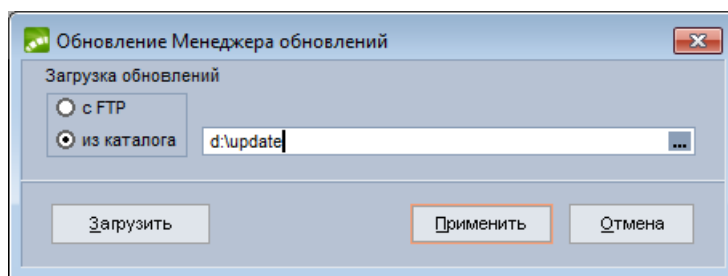 Обновление Менеджера обновлений
Загрузка обновлений
с FTP
из каталога d:\update ...
Загрузить Применить Отмена